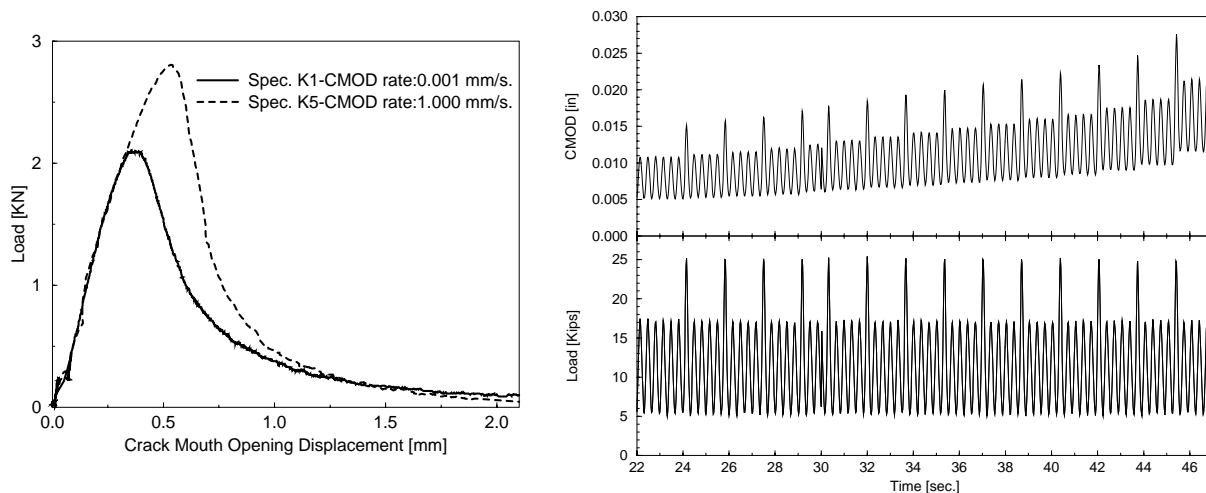 3
2
1
0
Load [KN]
Spec. K1-CMOD rate:0.001 mm/s.
Spec. K5-CMOD rate:1.000 mm/s.
0.0 0.5 1.0 1.5 2.0
Crack Mouth Opening Displacement [mm]
0.030
0.025
0.020
0.015
0.010
0.005
0.000
CMOD [in]
25
20
15
10
5
0
Load [Kips]
22 24 26 28 30 32 34 36 38 40 42 44 46
Time [sec.]